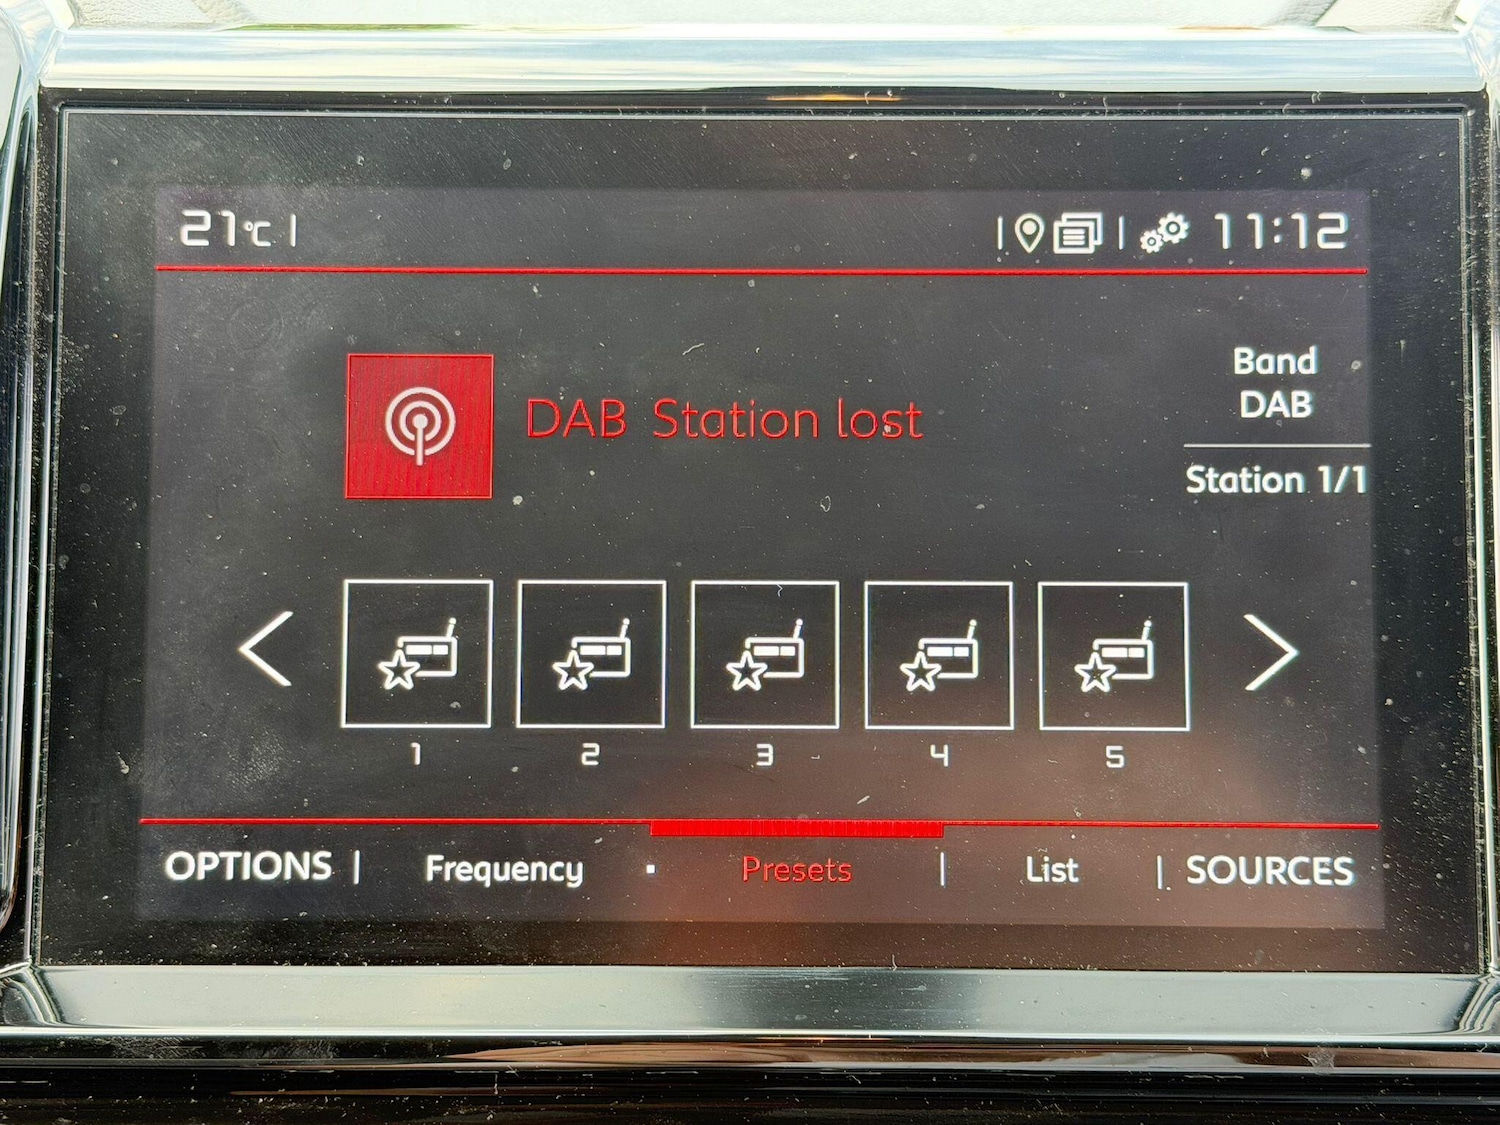 21°C
11:12
Band
DAB
DAB Station lost
Station 1/1
1 2 3 4 5
OPTIONS Frequency Presets List SOURCES